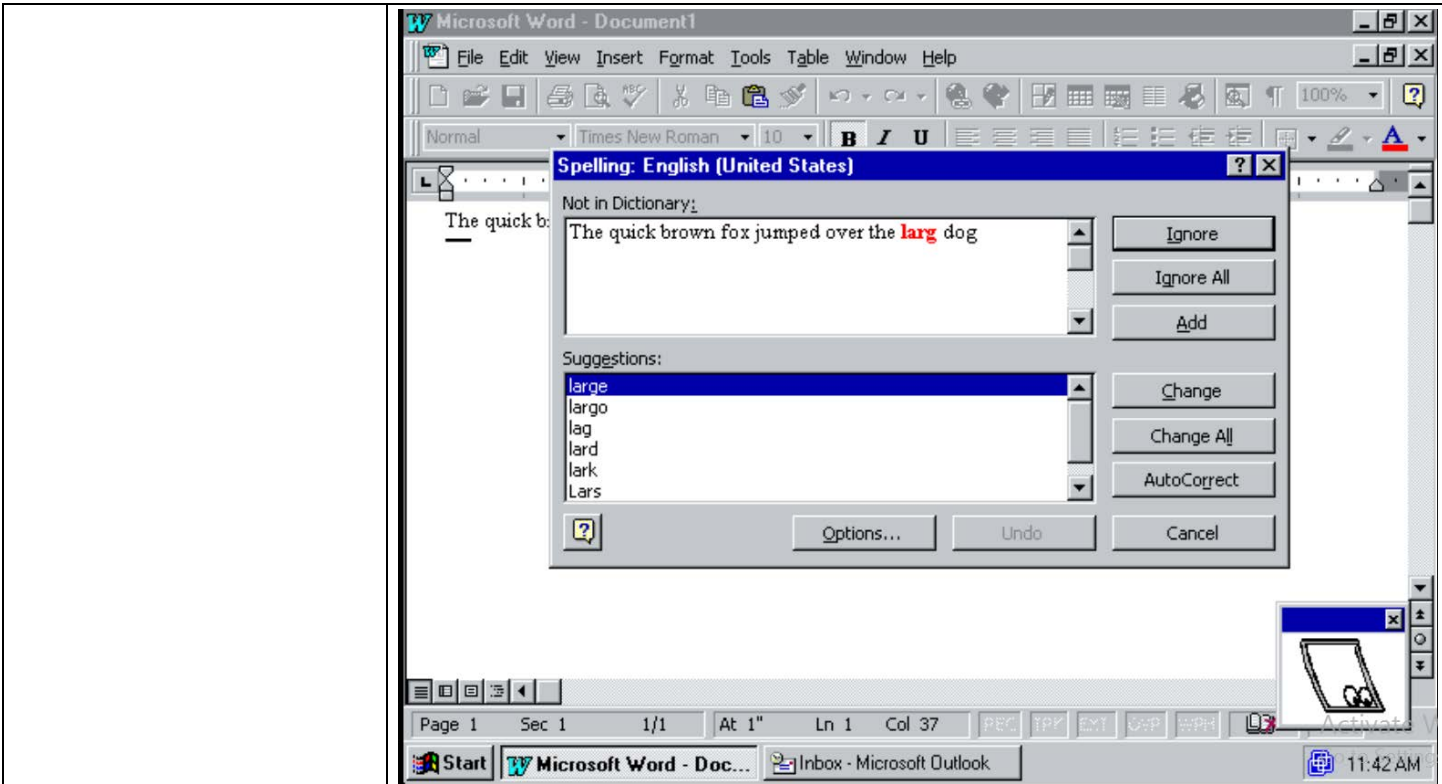 Microsoft Word - Document1
File Edit View Insert Format Tools Table Window Help
ABC
100%
Normal Times New Roman 10 B I U A
Spelling: English (United States)
Not in Dictionary:
The quick
The quick brown fox jumped over the larg dog
Ignore
Ignore All
Add
Suggestions:
large
largo
lag
lard
lark
Lars
Change
Change All
AutoCorrect
Options...
Undo
Cancel
Page 1 Sec 1 1/1 At 1" Ln 1 Col 37 REC TRK EXT OVR WPH
Activate
Start Microsoft Word - Doc... Inbox - Microsoft Outlook 11:42 AM